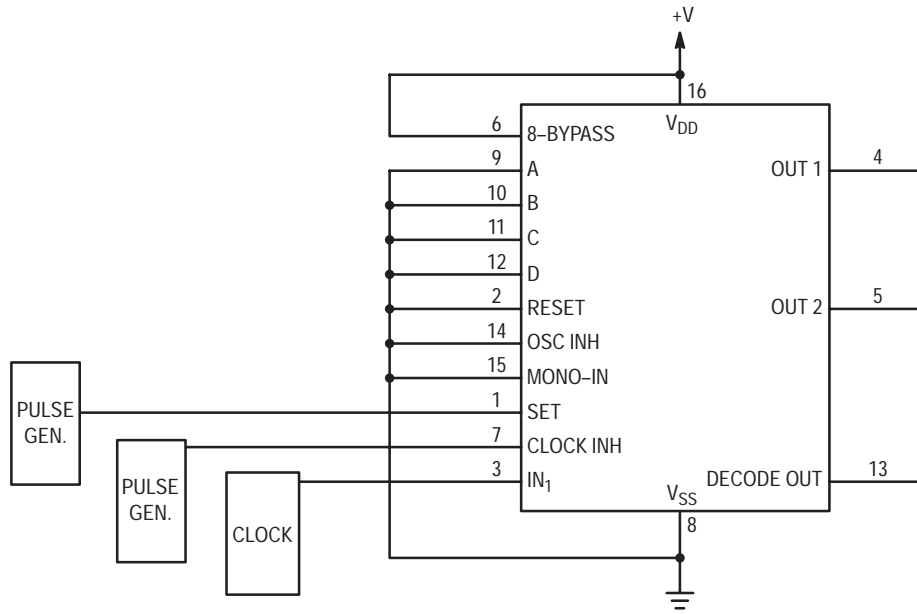 +V
16
6
8–BYPASS
VDD
9
A
OUT 1
4
10
B
11
C
12
D
2
RESET
OUT 2
5
14
OSC INH
15
MONO–IN
PULSE
GEN.
1
SET
7
CLOCK INH
PULSE
GEN.
3
IN1
DECODE OUT
13
VSS
8
CLOCK